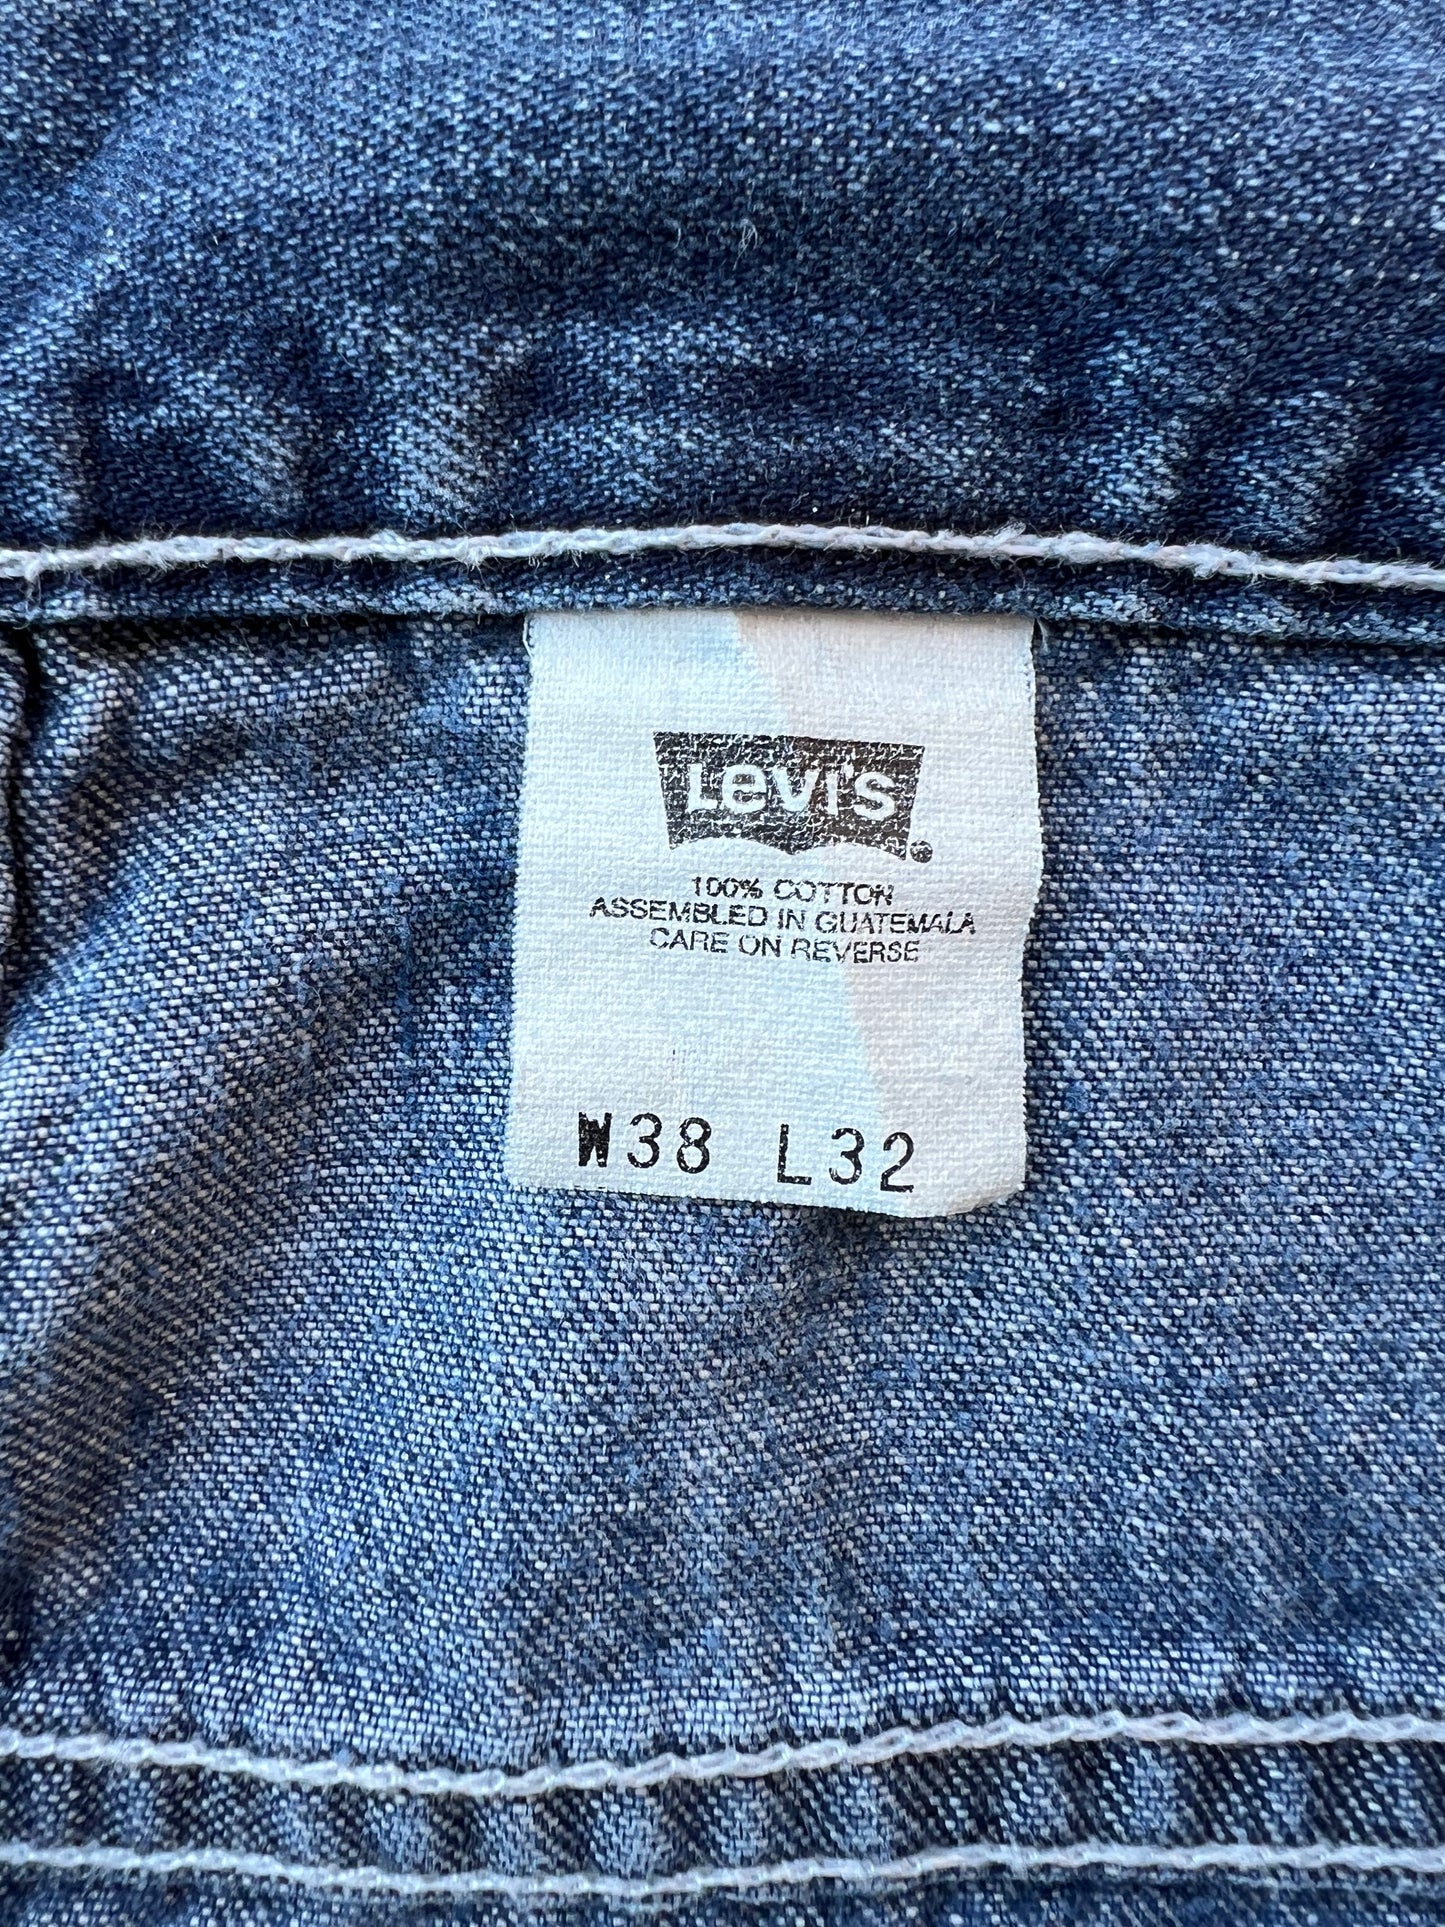 Levi's
100% COTTON
ASSEMBLED IN GUATEMALA
CARE ON REVERSE
W38 L32